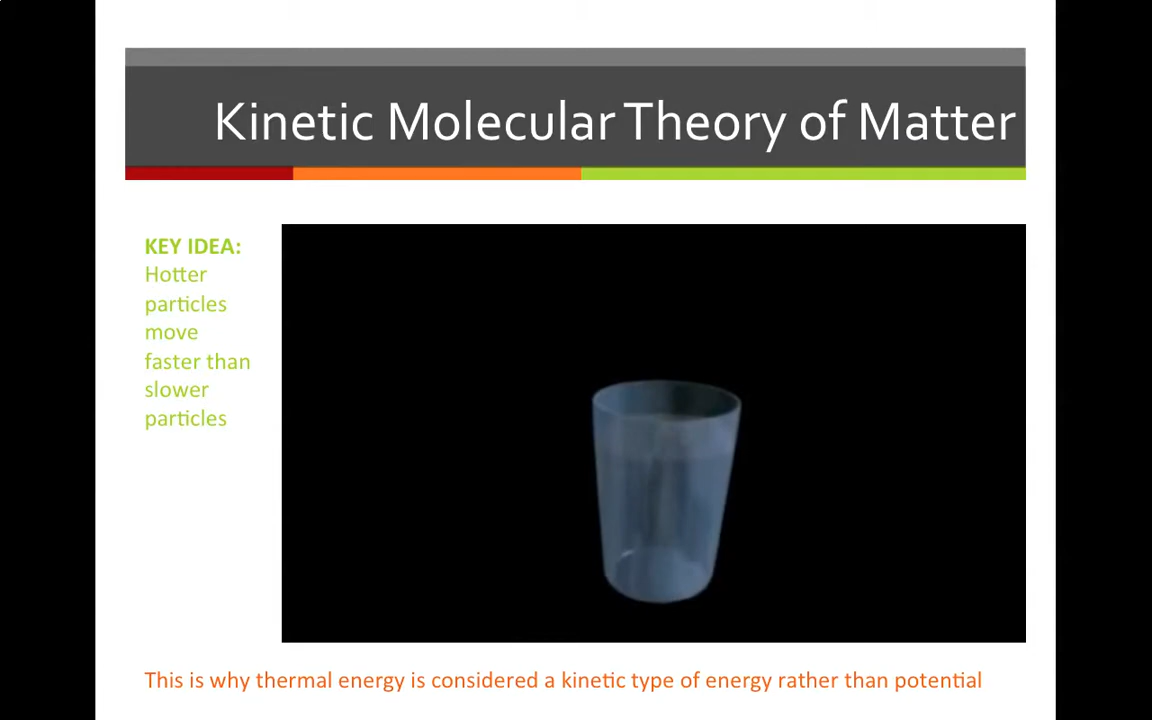 Kinetic Molecular Theory of Matter
KEY IDEA:
Hotter
particles
move
faster than
slower
particles
This is why thermal energy is considered a kinetic type of energy rather than potential